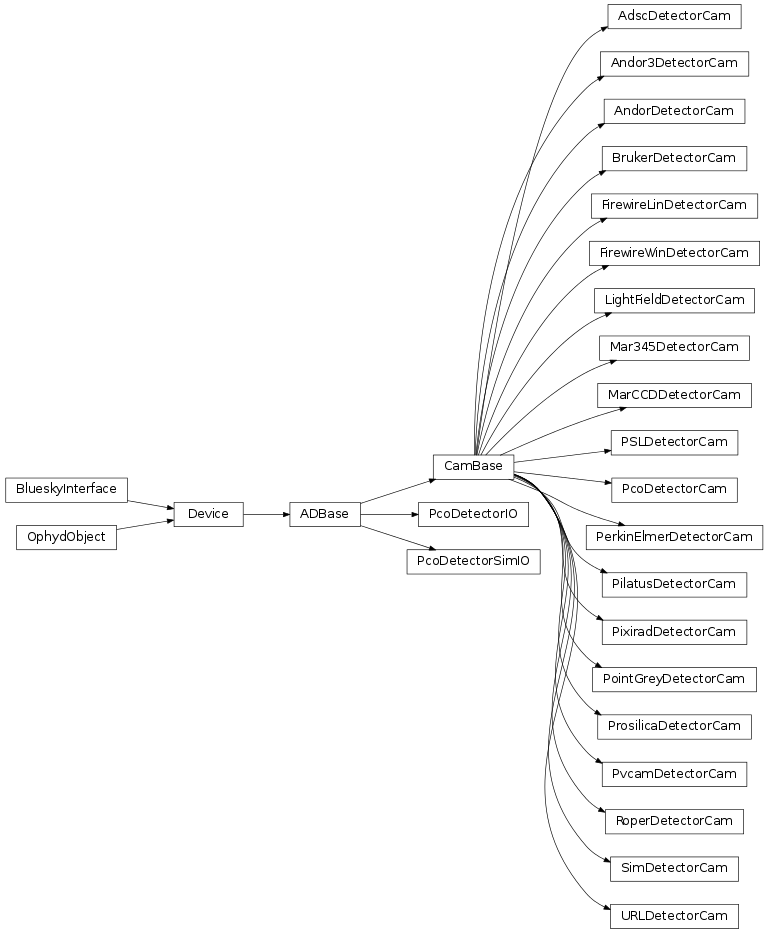 AdscDetectorCam
Andor3DetectorCam
AndorDetectorCam
BrukerDetectorCam
FirewireLinDetectorCam
FirewireWinDetectorCam
LightFieldDetectorCam
Mar345DetectorCam
MarCCDDetectorCam
PSLDetectorCam
CamBase
BlueskyInterface
PcoDetectorCam
Device
ADBase
PcoDetectorIO
OphydObject
PerkinElmerDetectorCam
PcoDetectorSimIO
PilatusDetectorCam
PixiradDetectorCam
PointGreyDetectorCam
ProsilicaDetectorCam
PvcamDetectorCam
RoperDetectorCam
SimDetectorCam
URLDetectorCam